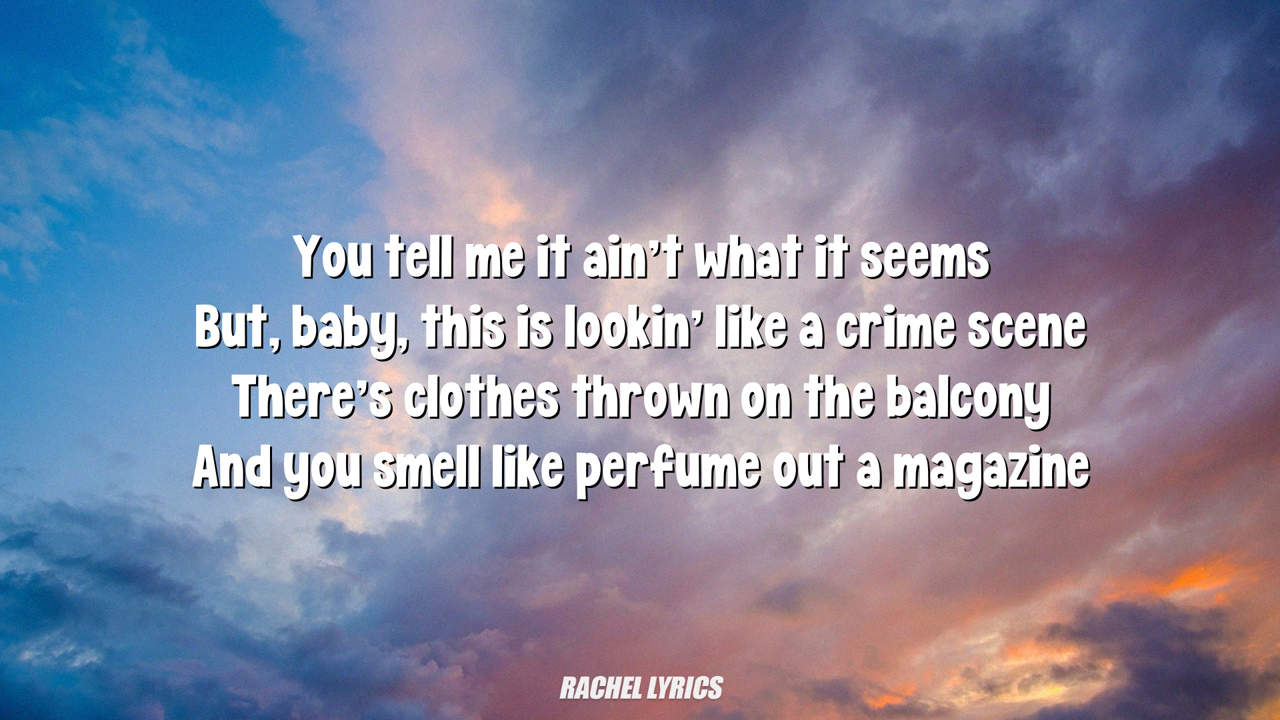 You tell me it ain't what it seems
But, baby, this is lookin' like a crime scene
There's clothes thrown on the balcony
And you smell like perfume out a magazine
RACHEL LYRICS